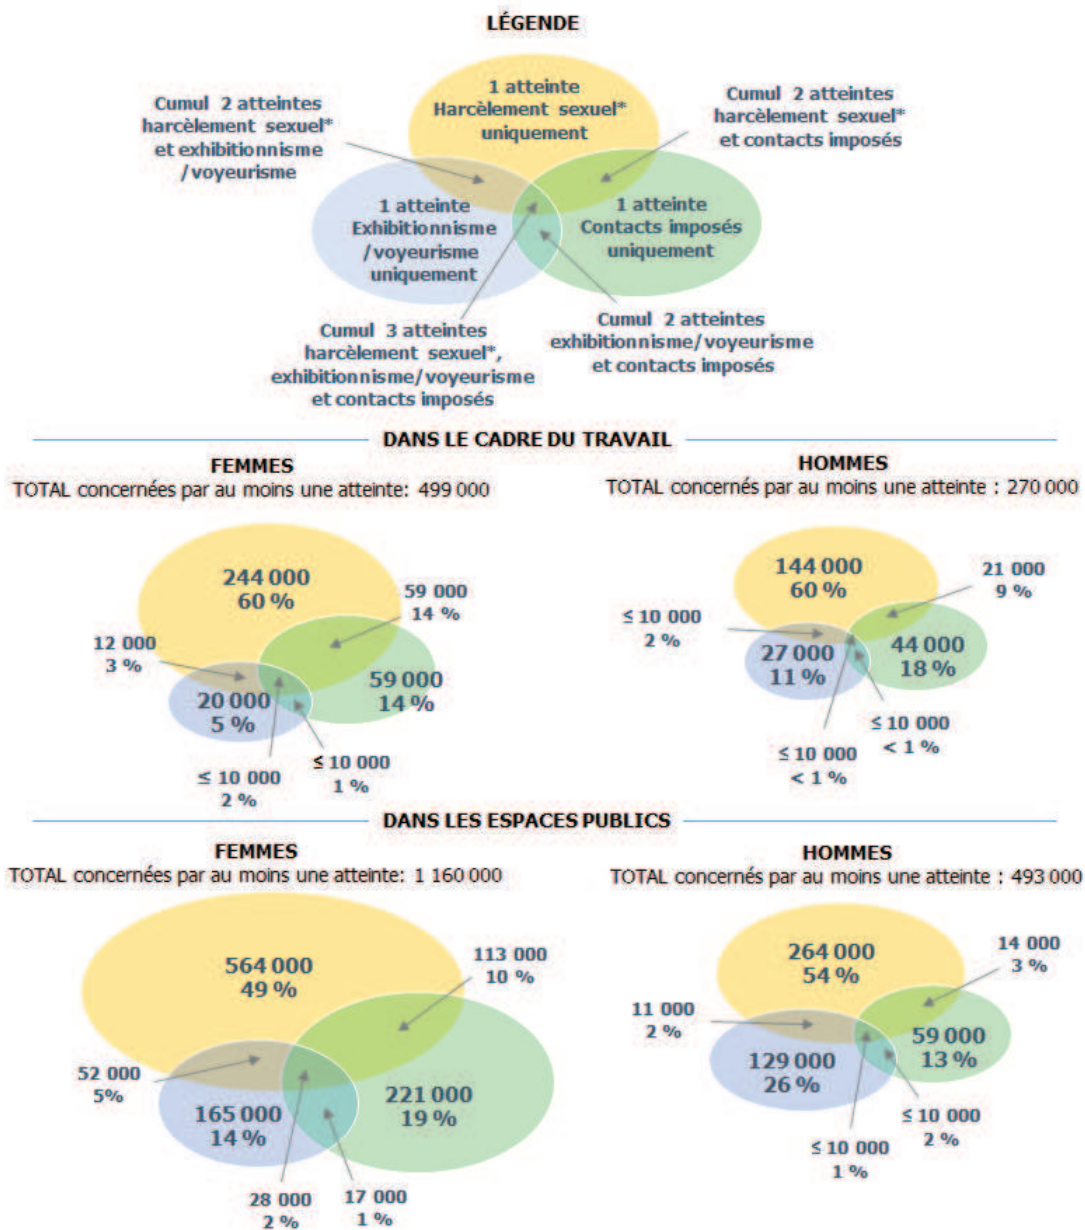 LÉGENDE
1 atteinte
Harcèlement sexuel*
uniquement
Cumul 2 atteintes
harcèlement sexuel*
et exhibitionnisme
/voyeurisme
Cumul 2 atteintes
harcèlement sexuel*
et contacts imposés
1 atteinte
Exhibitionnisme
/voyeurisme
uniquement
1 atteinte
Contacts imposés
uniquement
Cumul 3 atteintes
harcèlement sexuel*,
exhibitionnisme/voyeurisme
et contacts imposés
Cumul 2 atteintes
exhibitionnisme/voyeurisme
et contacts imposés
DANS LE CADRE DU TRAVAIL
FEMMES
TOTAL concernées par au moins une atteinte: 499 000
244 000
60 %
59 000
14 %
12 000
3 %
20 000
5 %
59 000
14 %
≤ 10 000
2 %
≤ 10 000
1 %
HOMMES
TOTAL concernés par au moins une atteinte : 270 000
144 000
60 %
21 000
9 %
≤ 10 000
2 %
27 000
11 %
44 000
18 %
≤ 10 000
< 1 %
≤ 10 000
< 1 %
DANS LES ESPACES PUBLICS
FEMMES
TOTAL concernées par au moins une atteinte: 1 160 000
564 000
49 %
113 000
10 %
52 000
5%
165 000
14 %
221 000
19 %
28 000
2 %
17 000
1 %
HOMMES
TOTAL concernés par au moins une atteinte : 493 000
264 000
54 %
14 000
3 %
11 000
2 %
129 000
26 %
59 000
13 %
≤ 10 000
1 %
≤ 10 000
2 %